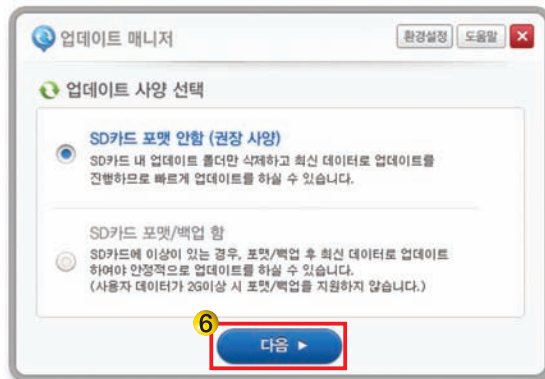 업데이트 매니저
환경설정 도움말
업데이트 사양 선택
SD카드 포맷 안함 (권장 사양)
SD카드 내 업데이트 폴더만 삭제하고 최신 데이터로 업데이트를
진행하므로 빠르게 업데이트를 하실 수 있습니다.
SD카드 포맷/백업 함
SD카드에 이상이 있는 경우, 포맷/백업 후 최신 데이터로 업데이트
하여야 안정적으로 업데이트를 하실 수 있습니다.
(사용자 데이터가 2G이상 시 포맷/백업을 지원하지 않습니다.)
6
다음 ▶